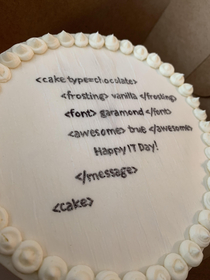 <cake type=chocolate>
<frosting> vanilla </frosting>
<font> garamond </font>
<awesome> true </awesome>
Happy IT Day!
</message>
<cake>